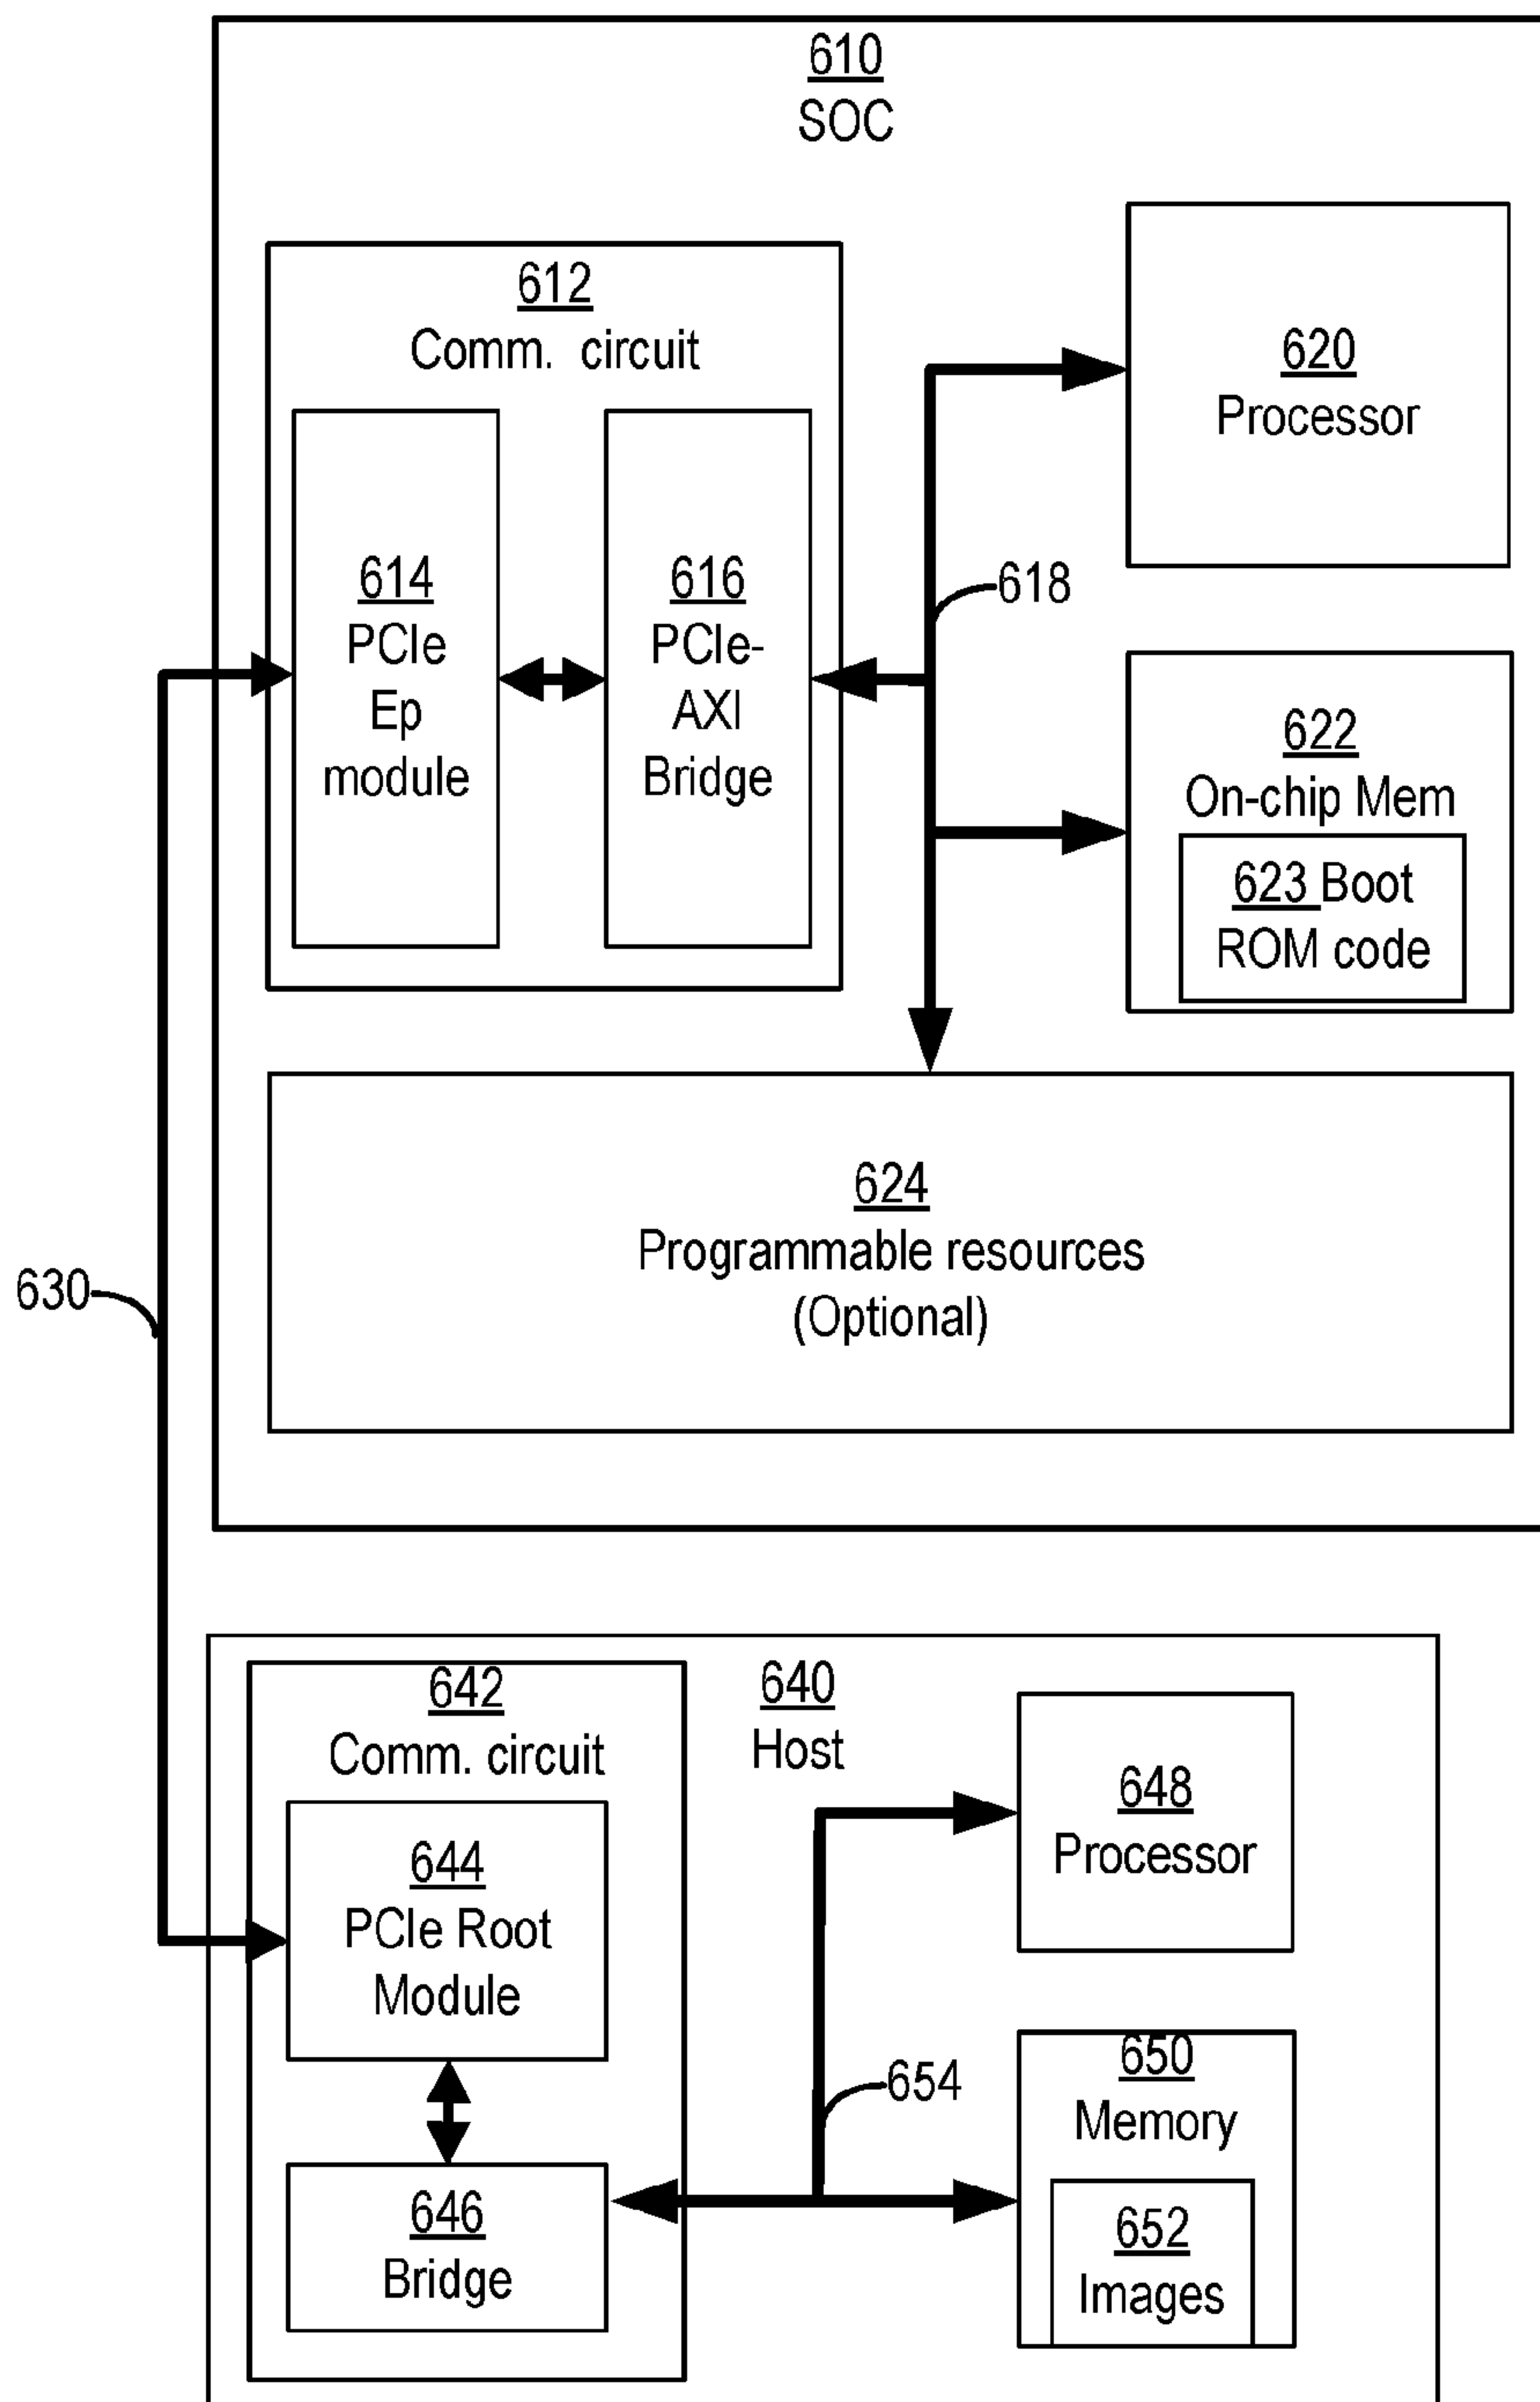 610
SOC
612
Comm. circuit
614
PCIe
Ep
module
616
PCIe-
AXI
Bridge
618
620
Processor
622
On-chip Mem
623 Boot
ROM code
624
Programmable resources
(Optional)
630
642
Comm. circuit
644
PCIe Root
Module
646
Bridge
640
Host
648
Processor
654
650
Memory
652
Images